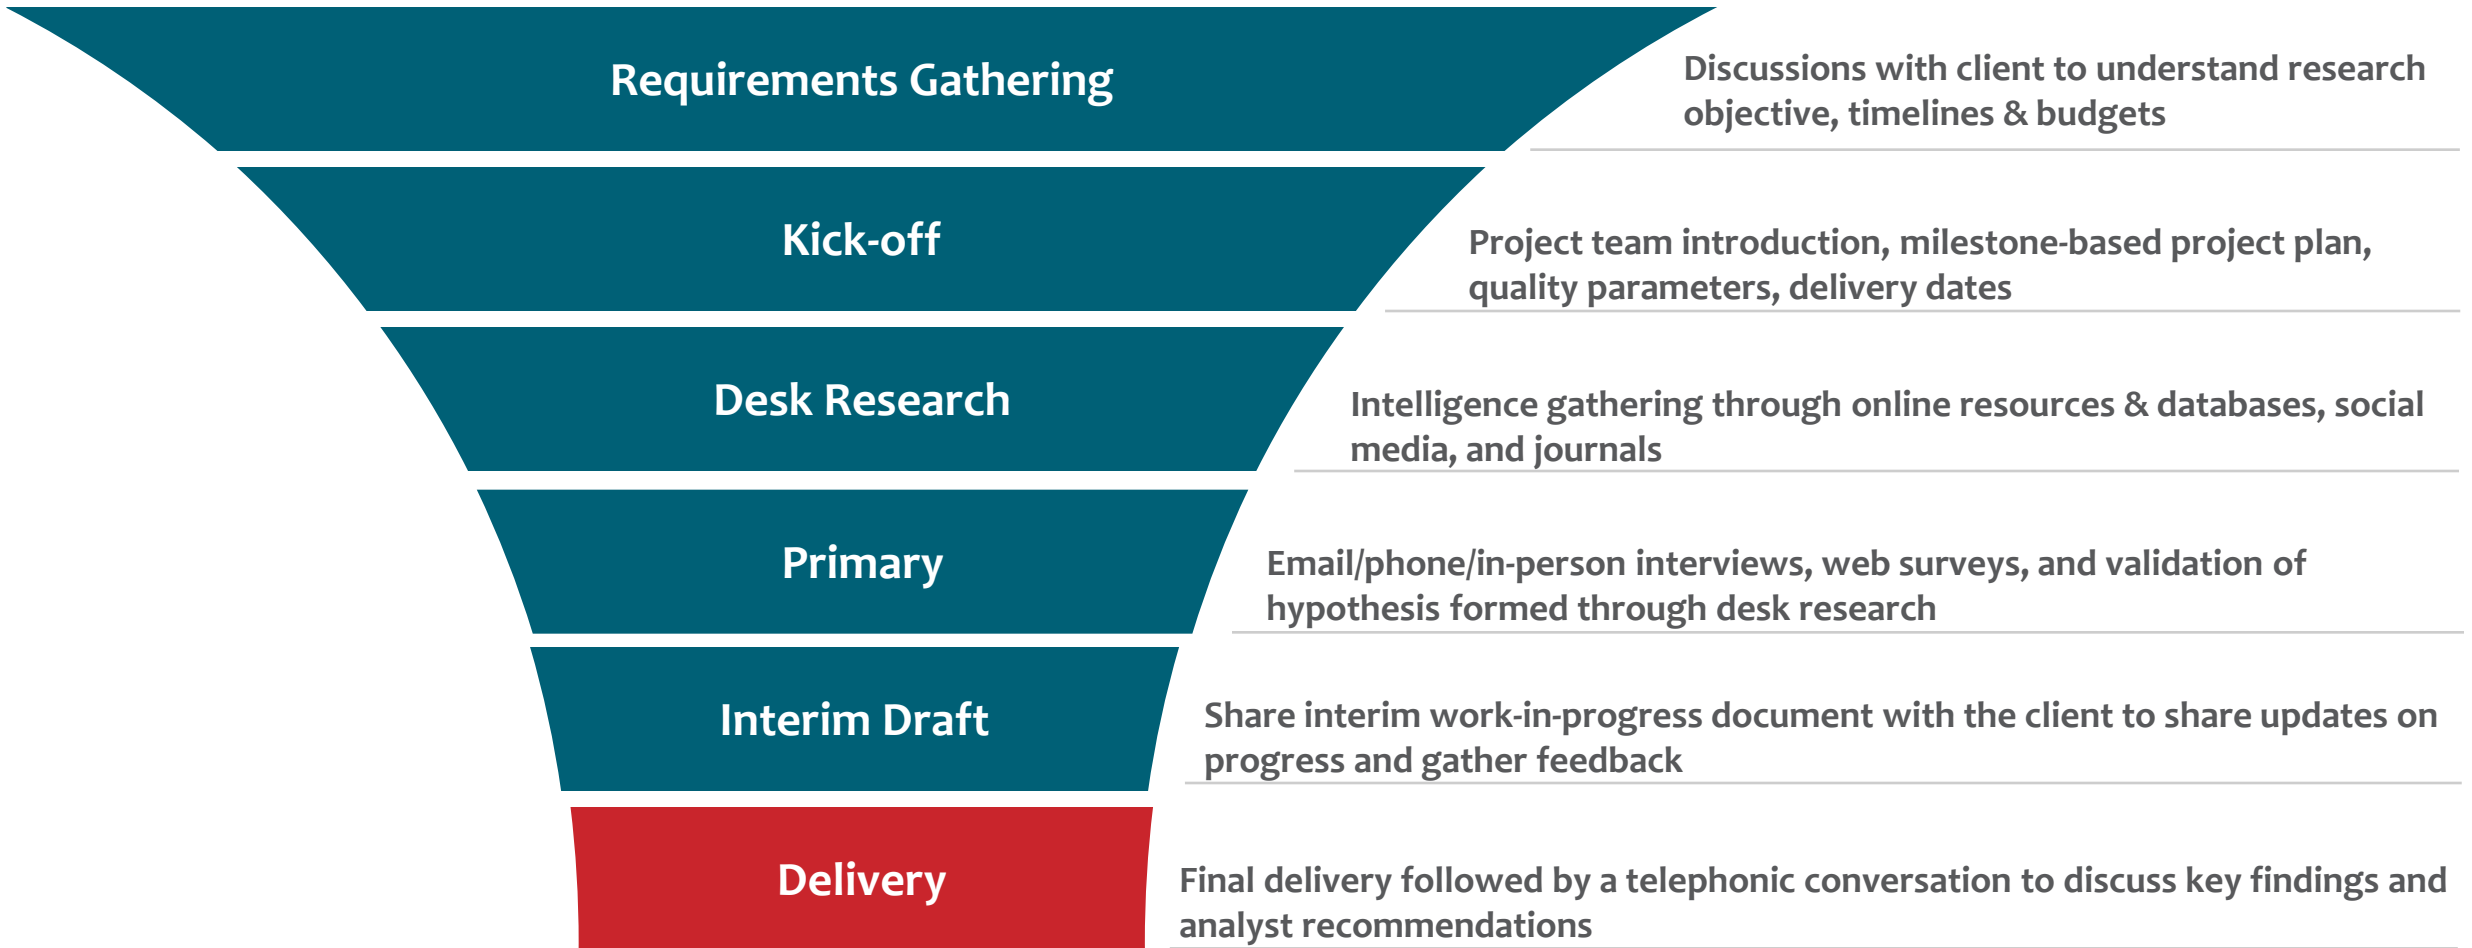 Requirements Gathering
Discussions with client to understand research
objective, timelines & budgets
Kick-off
Project team introduction, milestone-based project plan,
quality parameters, delivery dates
Desk Research
Intelligence gathering through online resources & databases, social
media, and journals
Primary
Email/phone/in-person interviews, web surveys, and validation of
hypothesis formed through desk research
Interim Draft
Share interim work-in-progress document with the client to share updates on
progress and gather feedback
Delivery
Final delivery followed by a telephonic conversation to discuss key findings and
analyst recommendations